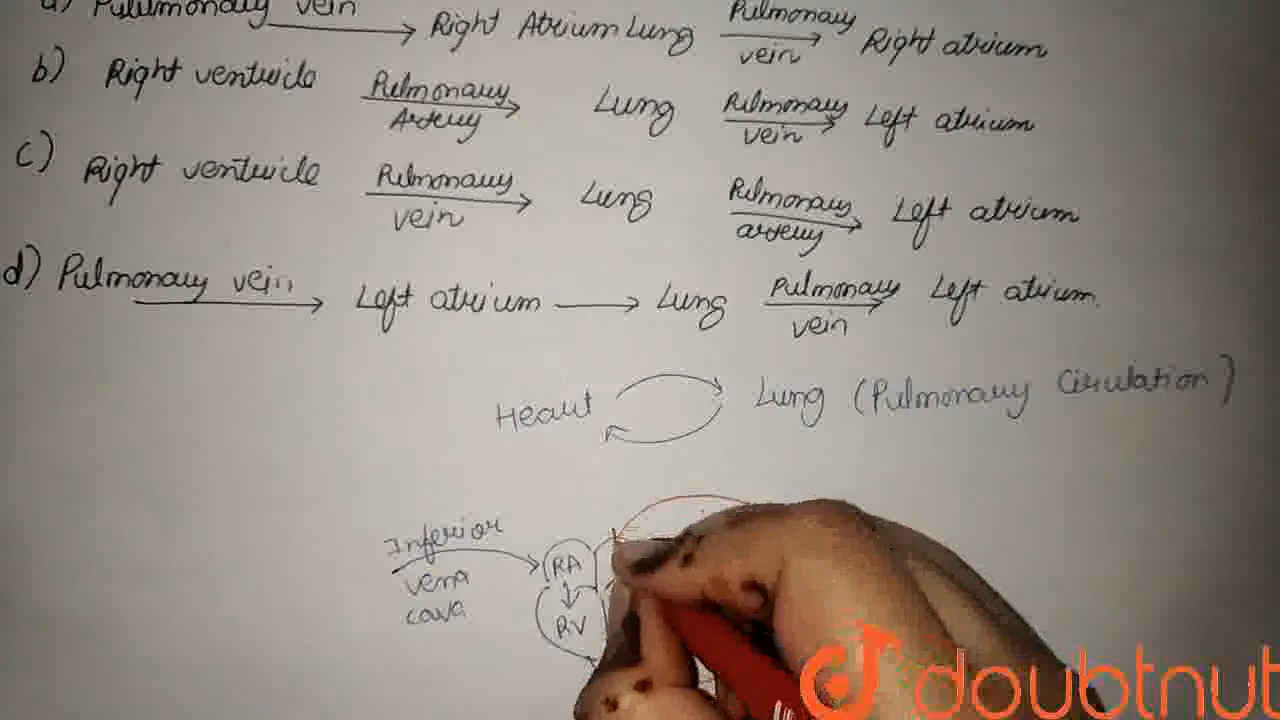 a) Pulmonary vein → Right Atrium Lung Pulmonary vein → Right atrium
b) Right ventricle Pulmonary Artery → Lung Pulmonary vein → Left atrium
c) Right ventricle Pulmonary vein → Lung Pulmonary artery → Left atrium
d) Pulmonary vein → Left atrium → Lung Pulmonary vein → Left atrium
Heart Lung (Pulmonary Circulation)
Inferior
vena
cava
RA
RV
doubtnut